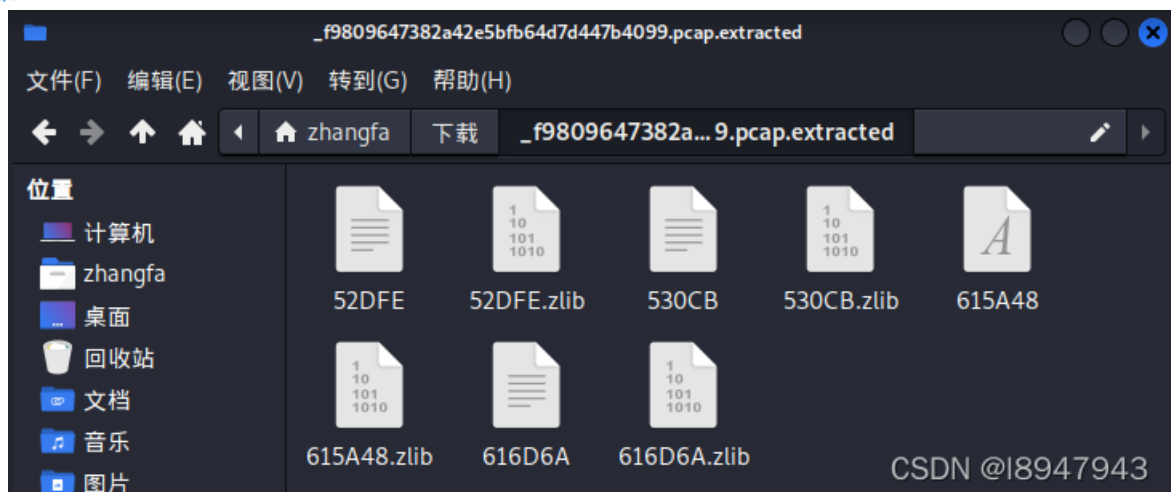 _f9809647382a42e5bfb64d7d447b4099.pcap.extracted
文件(F) 编辑(E) 视图(V) 转到(G) 帮助(H)
zhangfa 下载 _f9809647382a... 9.pcap.extracted
位置
计算机
zhangfa
桌面
回收站
文档
音乐
图片
52DFE 52DFE.zlib 530CB 530CB.zlib 615A48
615A48.zlib 616D6A 616D6A.zlib
CSDN @l8947943